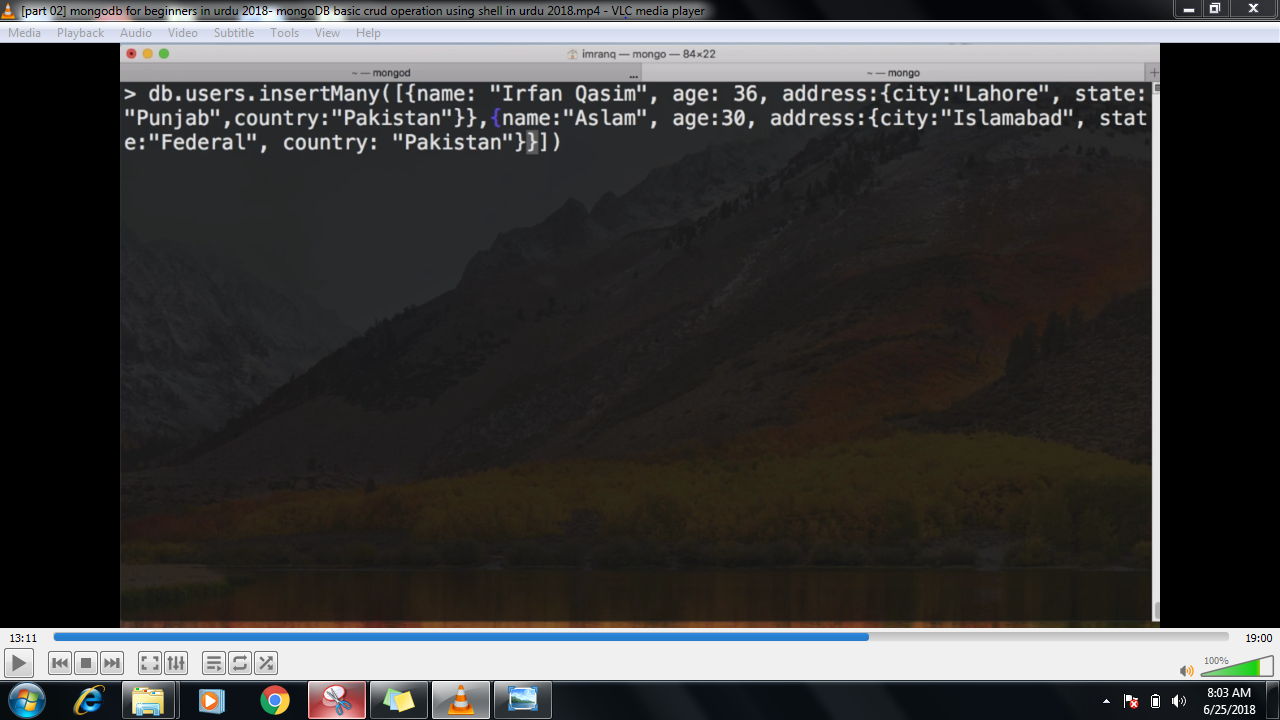 [part 02] mongodb for beginners in urdu 2018- mongoDB basic crud operation using shell in urdu 2018.mp4 - VLC media player
Media Playback Audio Video Subtitle Tools View Help
imranq — mongo — 84×22
~ — mongod ... ~ — mongo +
> db.users.insertMany([{name: "Irfan Qasim", age: 36, address:{city:"Lahore", state:
"Punjab",country:"Pakistan"}},{name:"Aslam", age:30, address:{city:"Islamabad", stat
e:"Federal", country: "Pakistan"}}])
13:11 19:00
100%
8:03 AM
6/25/2018